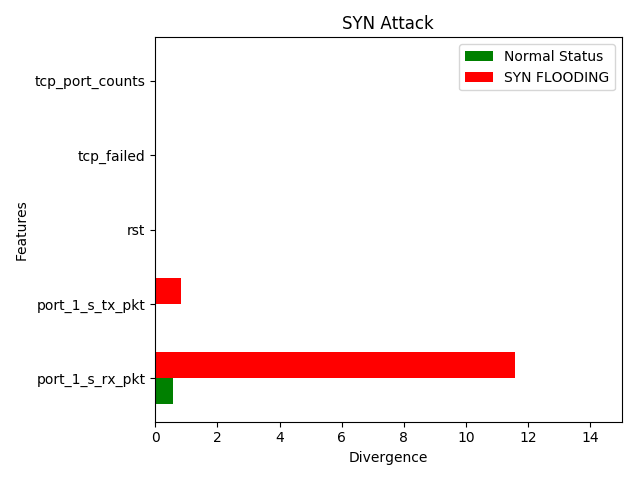 SYN Attack
Normal Status
SYN FLOODING
tcp_port_counts
tcp_failed
rst
port_1_s_tx_pkt
port_1_s_rx_pkt
Features
0 2 4 6 8 10 12 14
Divergence